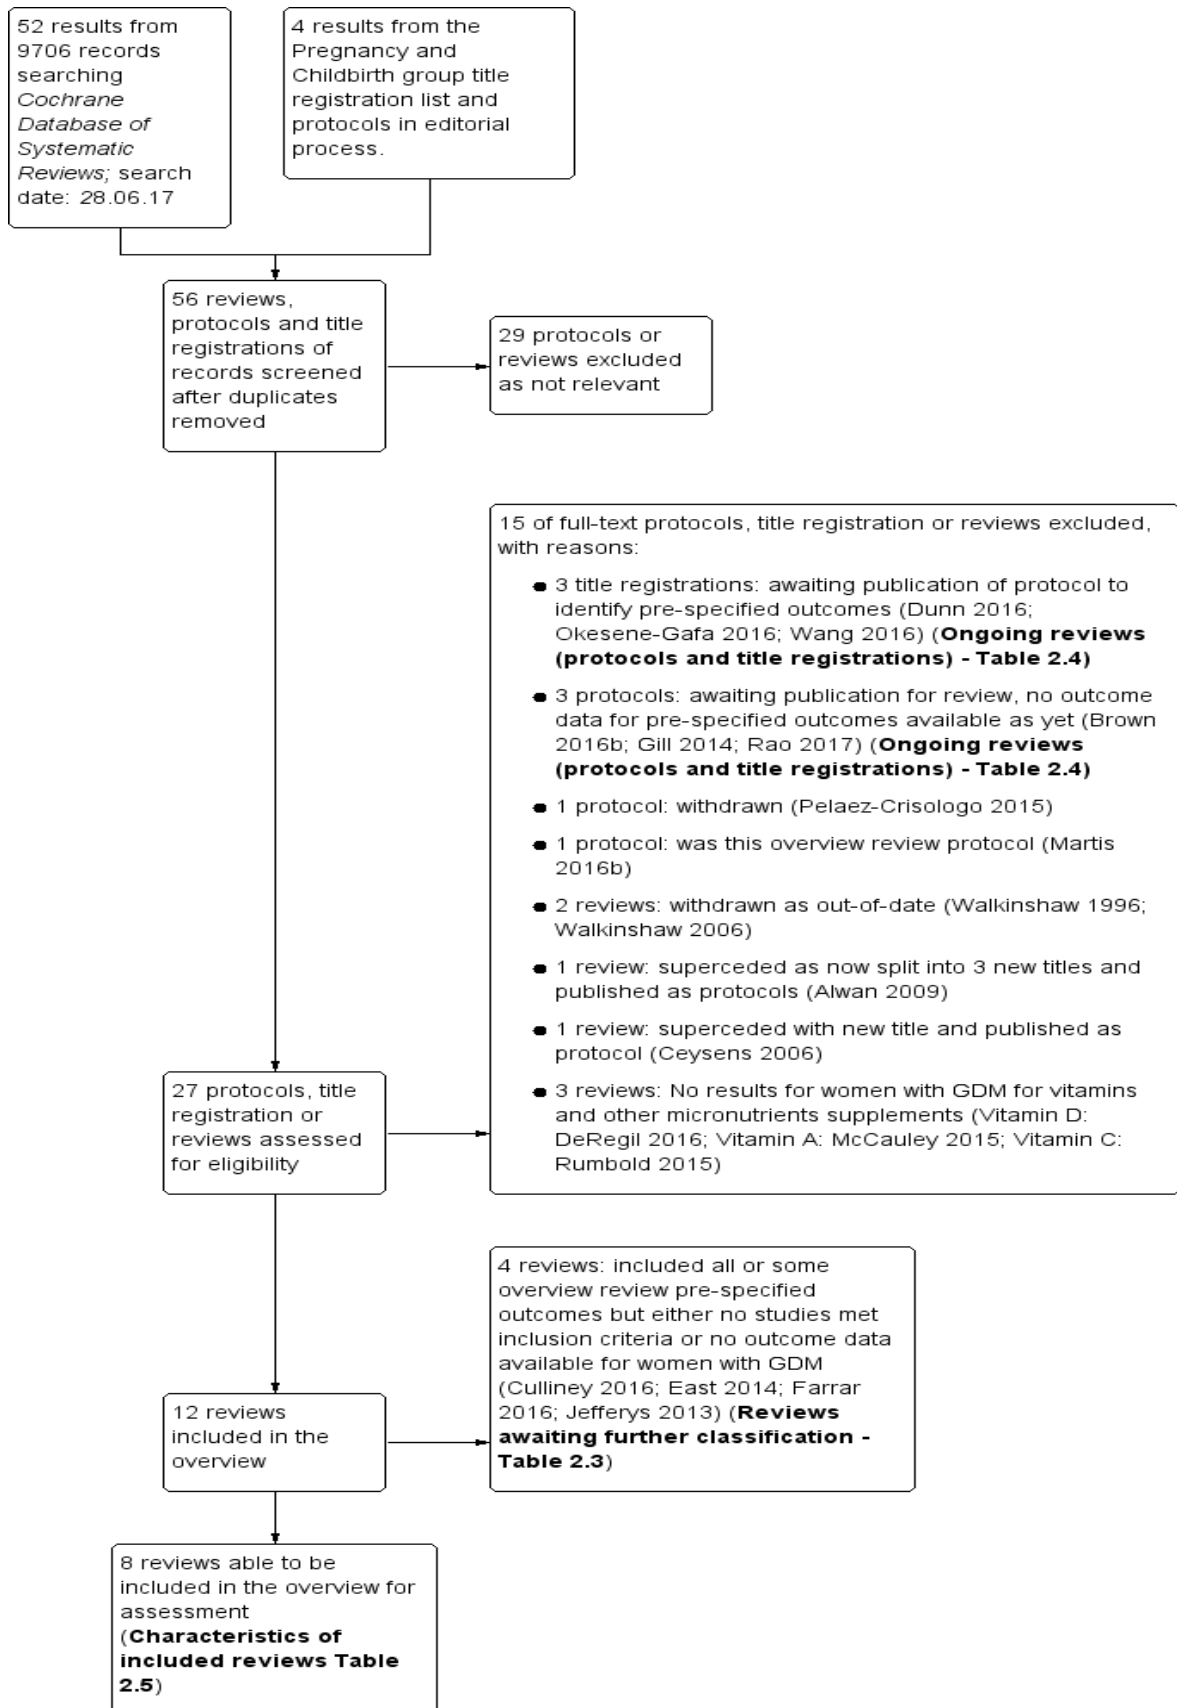 52 results from
9706 records
searching
Cochrane
Database of
Systematic
Reviews; search
date: 28.06.17
4 results from the
Pregnancy and
Childbirth group title
registration list and
protocols in editorial
process.
56 reviews,
protocols and title
registrations of
records screened
after duplicates
removed
29 protocols or
reviews excluded
as not relevant
15 of full-text protocols, title registration or reviews excluded,
with reasons:
● 3 title registrations: awaiting publication of protocol to
identify pre-specified outcomes (Dunn 2016;
Okesene-Gafa 2016; Wang 2016) (Ongoing reviews
(protocols and title registrations) - Table 2.4)
● 3 protocols: awaiting publication for review, no outcome
data for pre-specified outcomes available as yet (Brown
2016b; Gill 2014; Rao 2017) (Ongoing reviews
(protocols and title registrations) - Table 2.4)
● 1 protocol: withdrawn (Pelaez-Crisologo 2015)
● 1 protocol: was this overview review protocol (Martis
2016b)
● 2 reviews: withdrawn as out-of-date (Walkinshaw 1996;
Walkinshaw 2006)
● 1 review: superceded as now split into 3 new titles and
published as protocols (Alwan 2009)
● 1 review: superceded with new title and published as
protocol (Ceysens 2006)
● 3 reviews: No results for women with GDM for vitamins
and other micronutrients supplements (Vitamin D:
DeRegil 2016; Vitamin A: McCauley 2015; Vitamin C:
Rumbold 2015)
27 protocols, title
registration or
reviews assessed
for eligibility
4 reviews: included all or some
overview review pre-specified
outcomes but either no studies met
inclusion criteria or no outcome data
available for women with GDM
(Culliney 2016; East 2014; Farrar
2016; Jefferys 2013) (Reviews
awaiting further classification -
Table 2.3)
12 reviews
included in the
overview
8 reviews able to be
included in the overview for
assessment
(Characteristics of
included reviews Table
2.5)